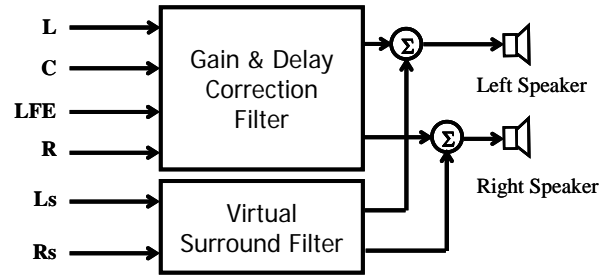 L
C
LFE
R
Ls
Rs
Gain & Delay
Correction
Filter
Virtual
Surround Filter
Σ
Σ
Left Speaker
Right Speaker